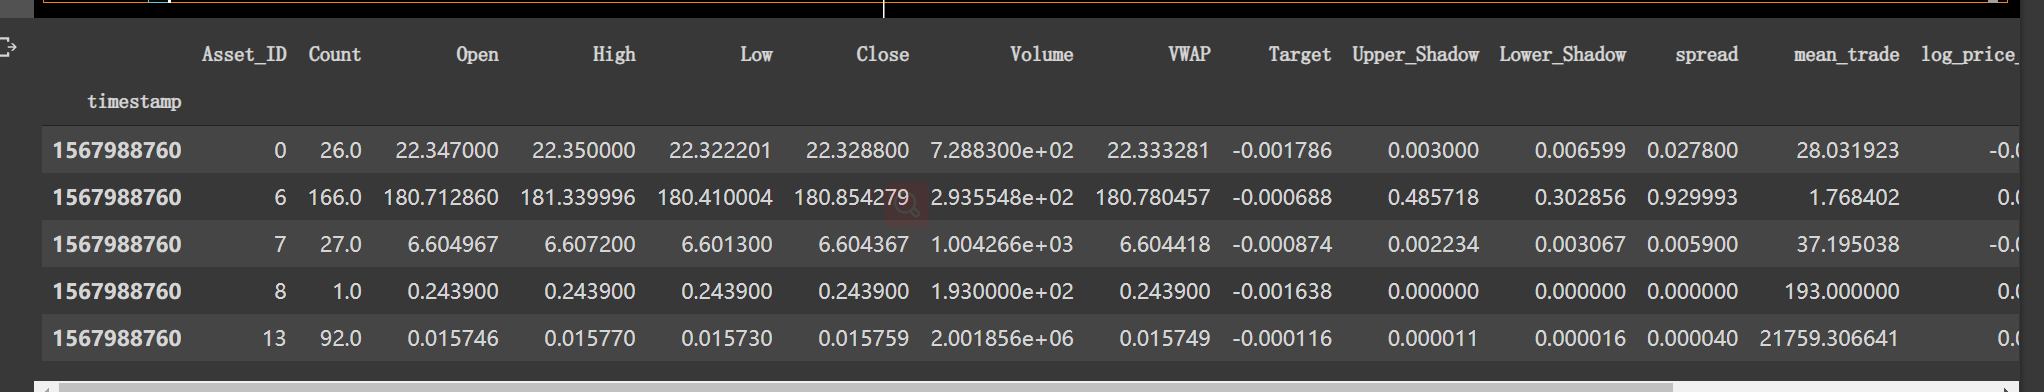 Asset_ID Count Open High Low Close Volume VWAP Target Upper_Shadow Lower_Shadow spread mean_trade log_price_
timestamp
1567988760 0 26.0 22.347000 22.350000 22.322201 22.328800 7.288300e+02 22.333281 -0.001786 0.003000 0.006599 0.027800 28.031923 -0.0
1567988760 6 166.0 180.712860 181.339996 180.410004 180.854279 2.935548e+02 180.780457 -0.000688 0.485718 0.302856 0.929993 1.768402 0.0
1567988760 7 27.0 6.604967 6.607200 6.601300 6.604367 1.004266e+03 6.604418 -0.000874 0.002234 0.003067 0.005900 37.195038 -0.0
1567988760 8 1.0 0.243900 0.243900 0.243900 0.243900 1.930000e+02 0.243900 -0.001638 0.000000 0.000000 0.000000 193.000000 0.0
1567988760 13 92.0 0.015746 0.015770 0.015730 0.015759 2.001856e+06 0.015749 -0.000116 0.000011 0.000016 0.000040 21759.306641 0.0